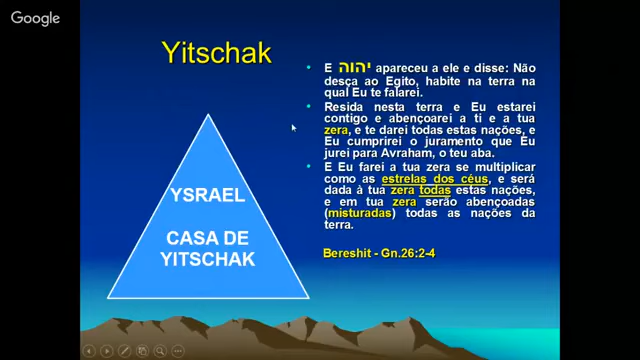 Google
Yitschak
YSRAEL
CASA DE
YITSCHAK
• E יהוה apareceu a ele e disse: Não
desça ao Egito, habite na terra na
qual Eu te falarei.
• Resida nesta terra e Eu estarei
contigo e abençoarei a ti e a tua
zera, e te darei todas estas nações, e
Eu cumprirei o juramento que Eu
jurei para Avraham, o teu aba.
• E Eu farei a tua zera se multiplicar
como as estrelas dos céus, e será
dada à tua zera todas estas nações,
e em tua zera serão abençoadas
(misturadas) todas as nações da
terra.
Bereshit - Gn.26:2-4